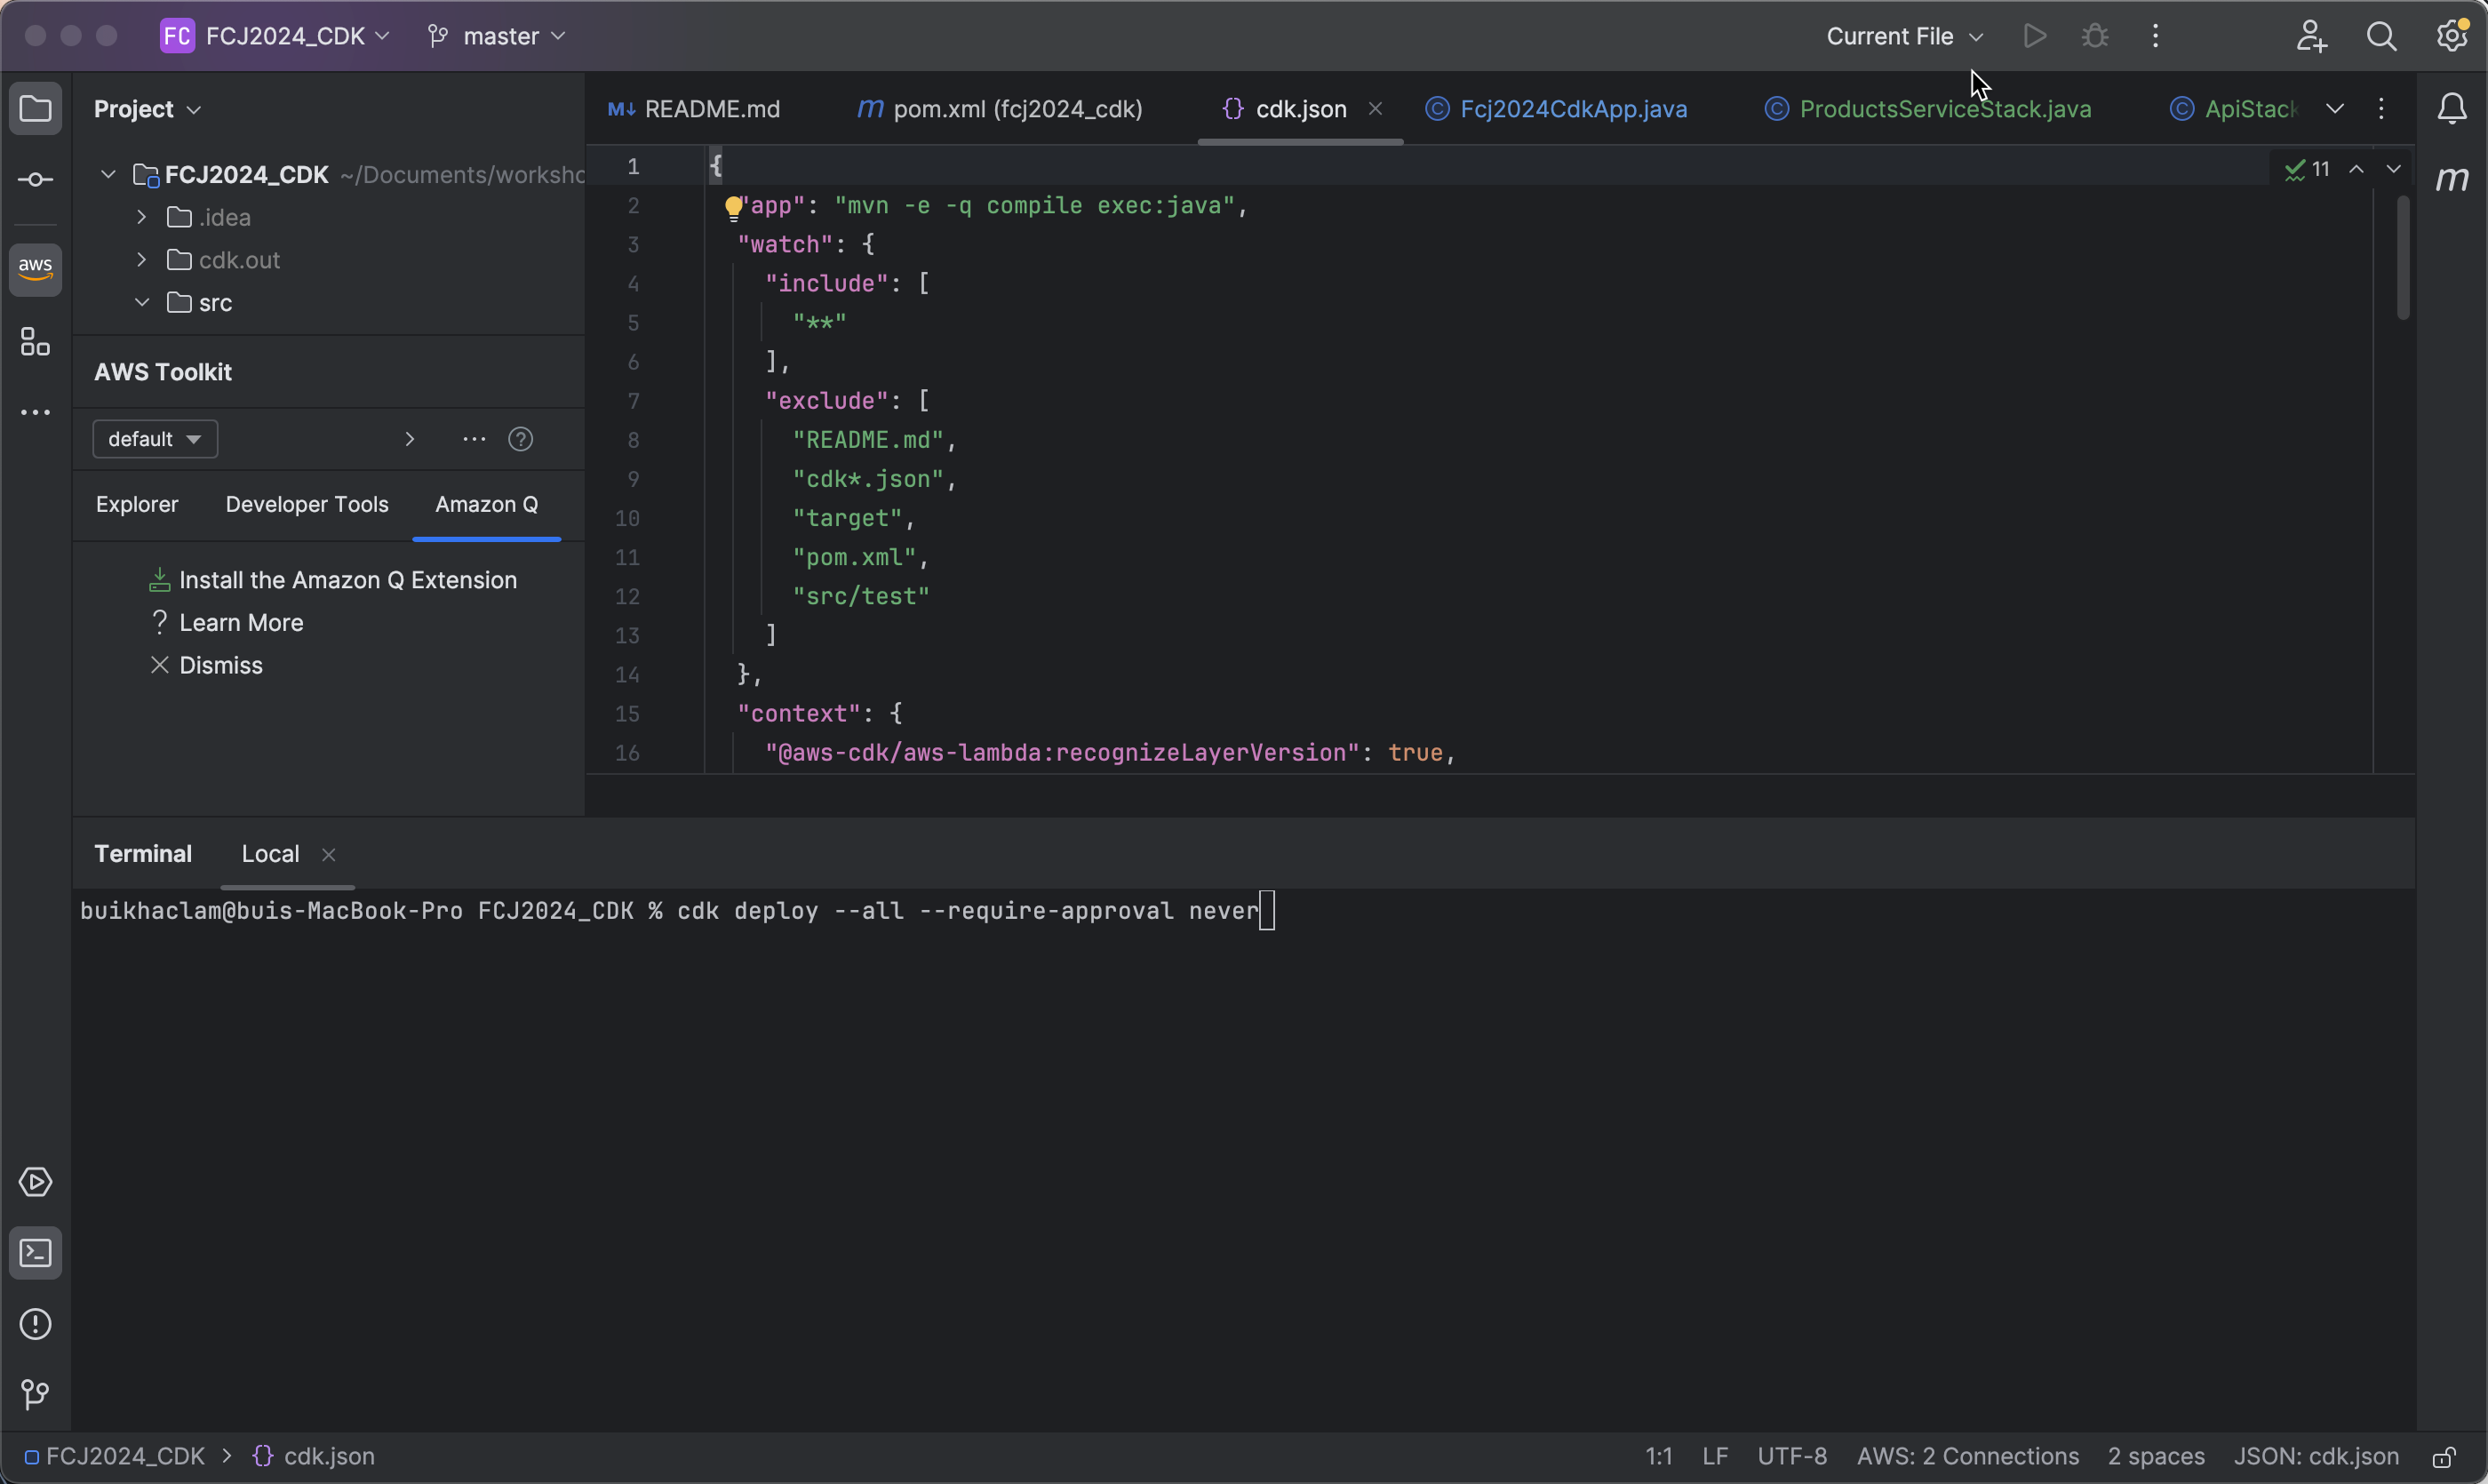 FC FCJ2024_CDK master Current File
Project
README.md pom.xml (fcj2024_cdk) cdk.json Fcj2024CdkApp.java ProductsServiceStack.java ApiStack
FCJ2024_CDK ~/Documents/worksho
.idea
cdk.out
src
aws
AWS Toolkit
default
Explorer Developer Tools Amazon Q
Install the Amazon Q Extension
? Learn More
Dismiss
11
1 {
2 "app": "mvn -e -q compile exec:java",
3 "watch": {
4 "include": [
5 "**"
6 ],
7 "exclude": [
8 "README.md",
9 "cdk*.json",
10 "target",
11 "pom.xml",
12 "src/test"
13 ]
14 },
15 "context": {
16 "@aws-cdk/aws-lambda:recognizeLayerVersion": true,
Terminal Local
buikhaclam@buis-MacBook-Pro FCJ2024_CDK % cdk deploy --all --require-approval never
FCJ2024_CDK > {} cdk.json 1:1 LF UTF-8 AWS: 2 Connections 2 spaces JSON: cdk.json